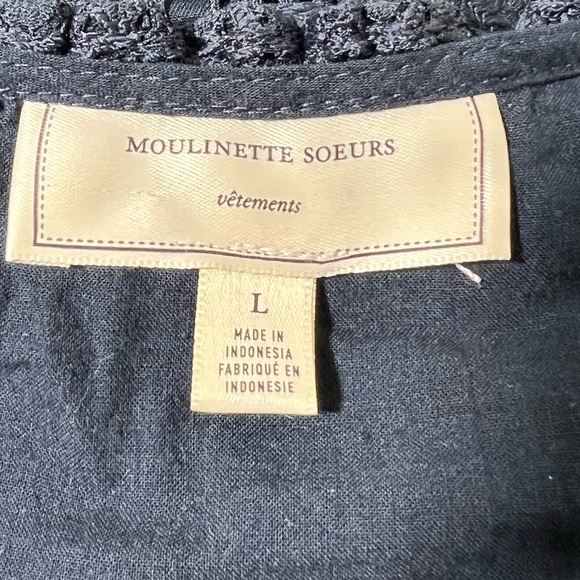 MOULINETTE SOEURS
vêtements
L
MADE IN
INDONESIA
FABRIQUÉ EN
INDONESIE